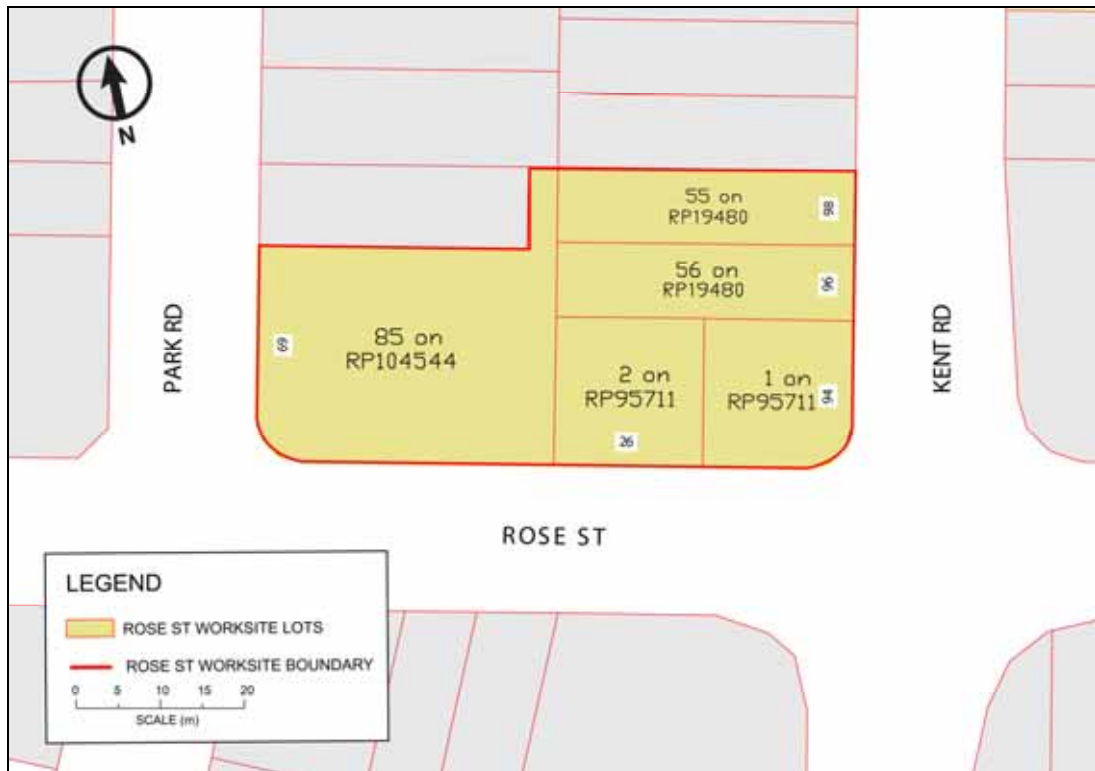 N
55 on
RP19480
98
56 on
RP19480
96
PARK RD
69
85 on
RP104544
2 on
RP95711
26
1 on
RP95711
94
KENT RD
ROSE ST
LEGEND
ROSE ST WORKSITE LOTS
ROSE ST WORKSITE BOUNDARY
0 5 10 15 20
SCALE (m)